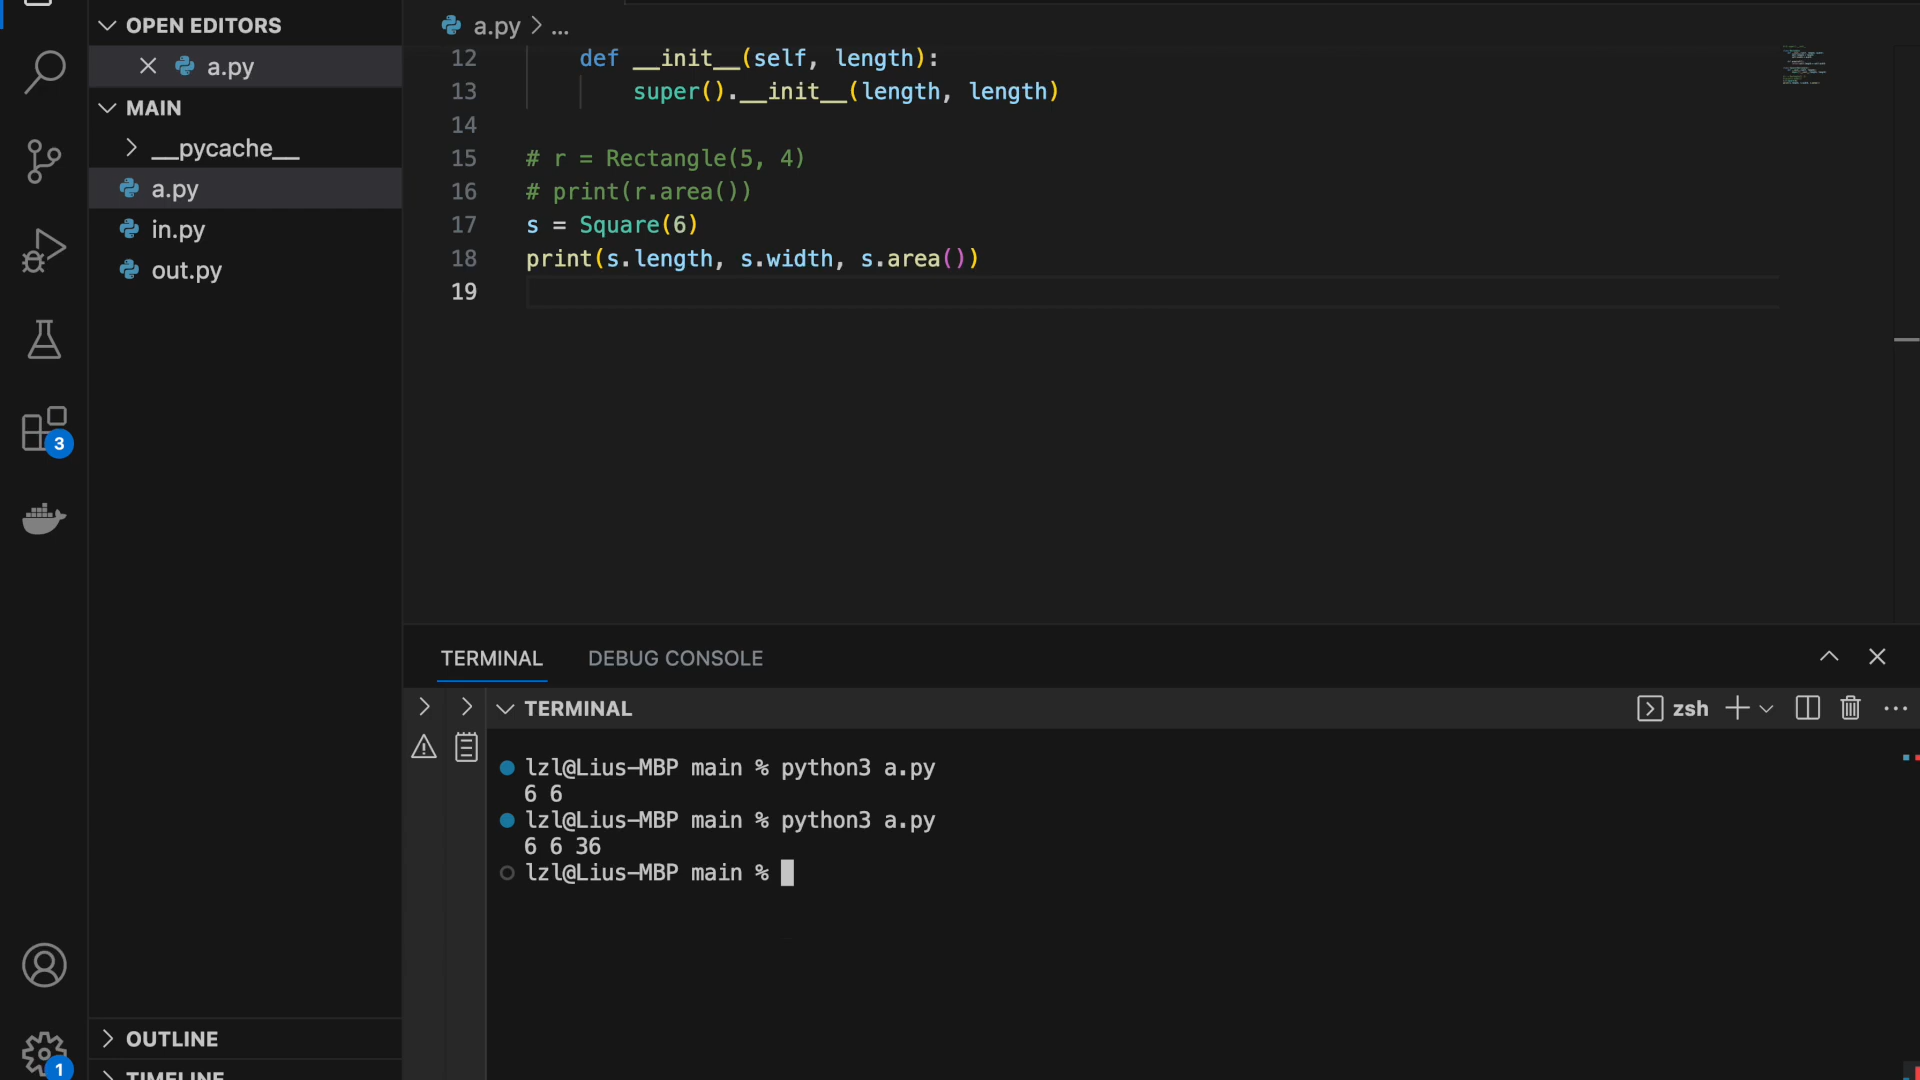 OPEN EDITORS
a.py
MAIN
__pycache__
a.py
in.py
out.py
3
1
OUTLINE
TIMELINE
a.py > ...
12 def __init__(self, length):
13 super().__init__(length, length)
14
15 # r = Rectangle(5, 4)
16 # print(r.area())
17 s = Square(6)
18 print(s.length, s.width, s.area())
19
TERMINAL DEBUG CONSOLE
TERMINAL zsh
lzl@Lius-MBP main % python3 a.py
6 6
lzl@Lius-MBP main % python3 a.py
6 6 36
lzl@Lius-MBP main %